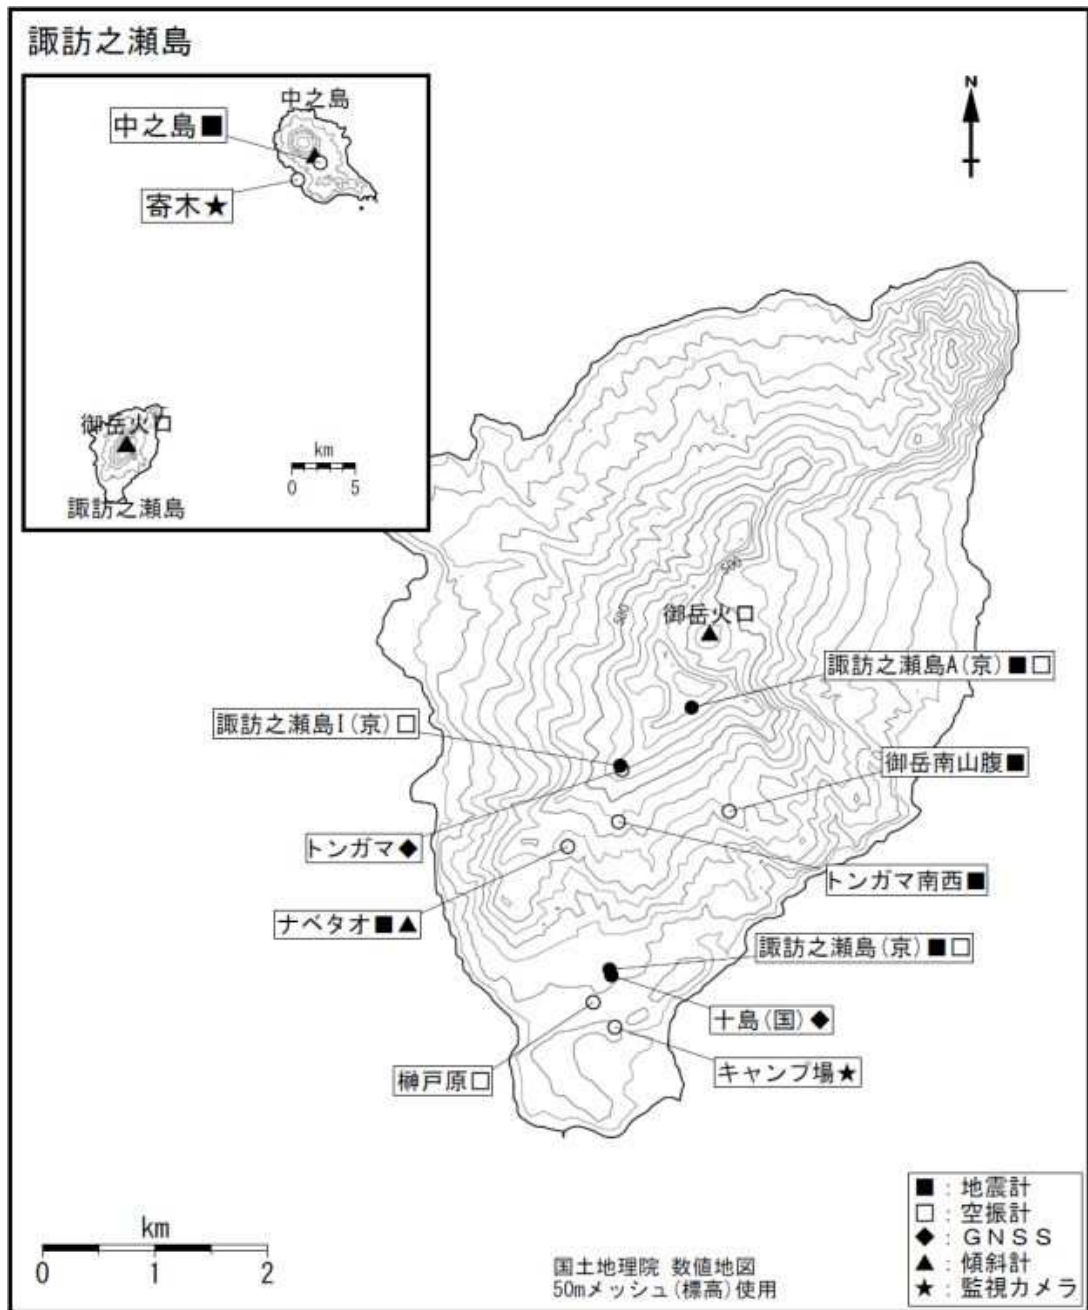 諏訪之瀬島
中之島
中之島■
寄木★
御岳火口
諏訪之瀬島
km
0 5
N
500
500
御岳火口
諏訪之瀬島A(京)■□
諏訪之瀬島I(京)□
御岳南山腹■
トンガマ◆
トンガマ南西■
ナベタオ■▲
諏訪之瀬島(京)■□
十島(国)◆
榊戸原□
キャンプ場★
km
0 1 2
国土地理院 数値地図
50mメッシュ(標高)使用
■:地震計
□:空振計
◆:GNSS
▲:傾斜計
★:監視カメラ